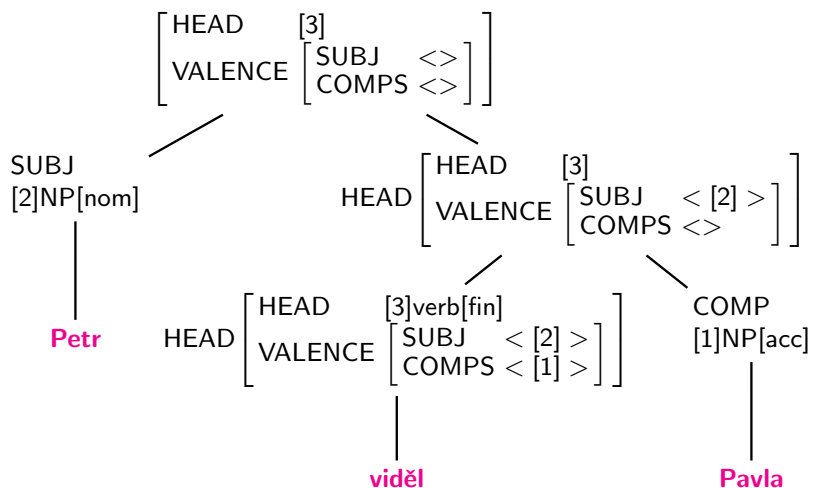 HEAD [3]
VALENCE [SUBJ <>
COMPS <>]
SUBJ
[2]NP[nom]
HEAD [HEAD [3]
VALENCE [SUBJ < [2] >
COMPS <>]]
Petr
HEAD [HEAD [3]verb[fin]
VALENCE [SUBJ < [2] >
COMPS < [1] >]]
COMP
[1]NP[acc]
viděl
Pavla